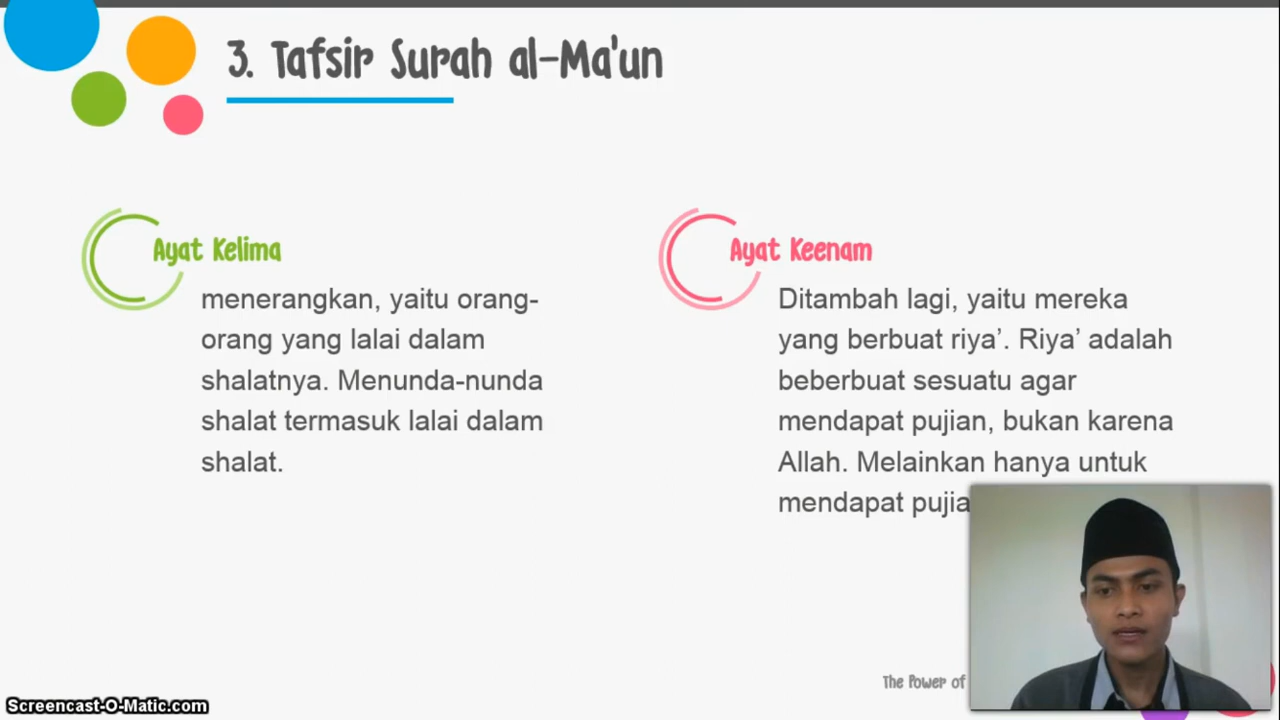 3. Tafsir Surah al-Ma'un
Ayat Kelima
menerangkan, yaitu orang-
orang yang lalai dalam
shalatnya. Menunda-nunda
shalat termasuk lalai dalam
shalat.
Ayat Keenam
Ditambah lagi, yaitu mereka
yang berbuat riya’. Riya’ adalah
beberbuat sesuatu agar
mendapat pujian, bukan karena
Allah. Melainkan hanya untuk
mendapat
The Power of
Screencast-O-Matic.com